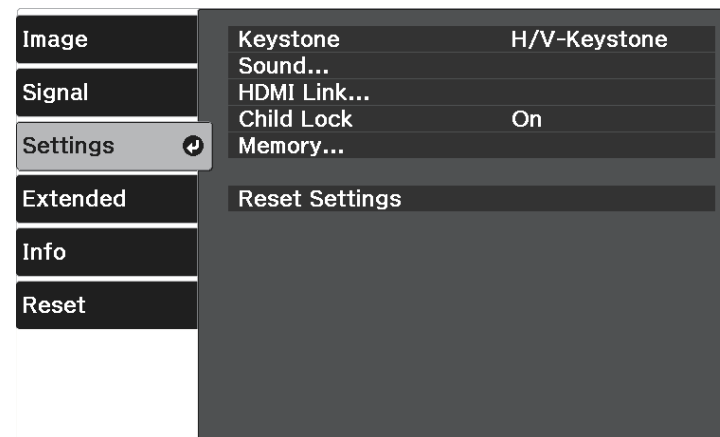 Image
Signal
Settings
Extended
Info
Reset
Keystone H/V-Keystone
Sound...
HDMI Link...
Child Lock On
Memory...
Reset Settings